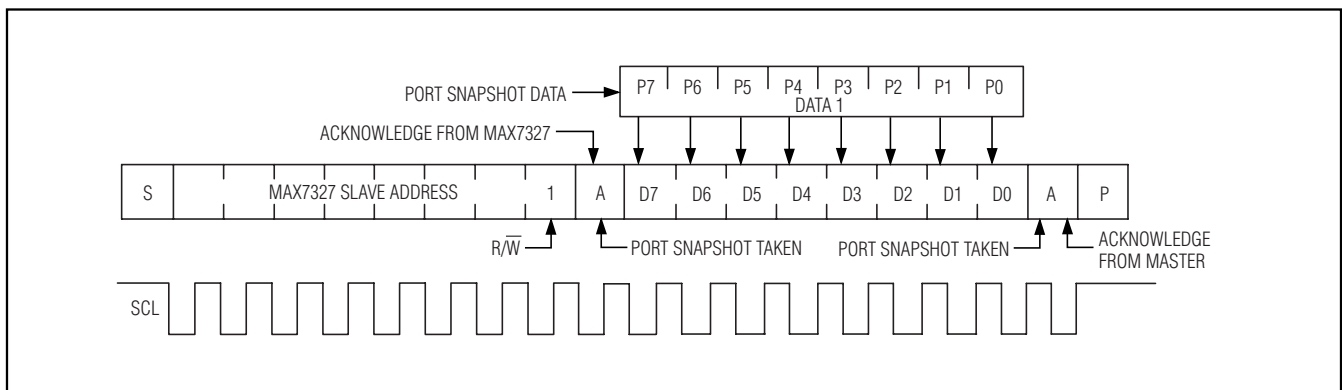 P7 P6 P5 P4 P3 P2 P1 P0
PORT SNAPSHOT DATA
DATA 1
ACKNOWLEDGE FROM MAX7327
S MAX7327 SLAVE ADDRESS 1 A D7 D6 D5 D4 D3 D2 D1 D0 A P
R/W̅ PORT SNAPSHOT TAKEN PORT SNAPSHOT TAKEN ACKNOWLEDGE
FROM MASTER
SCL